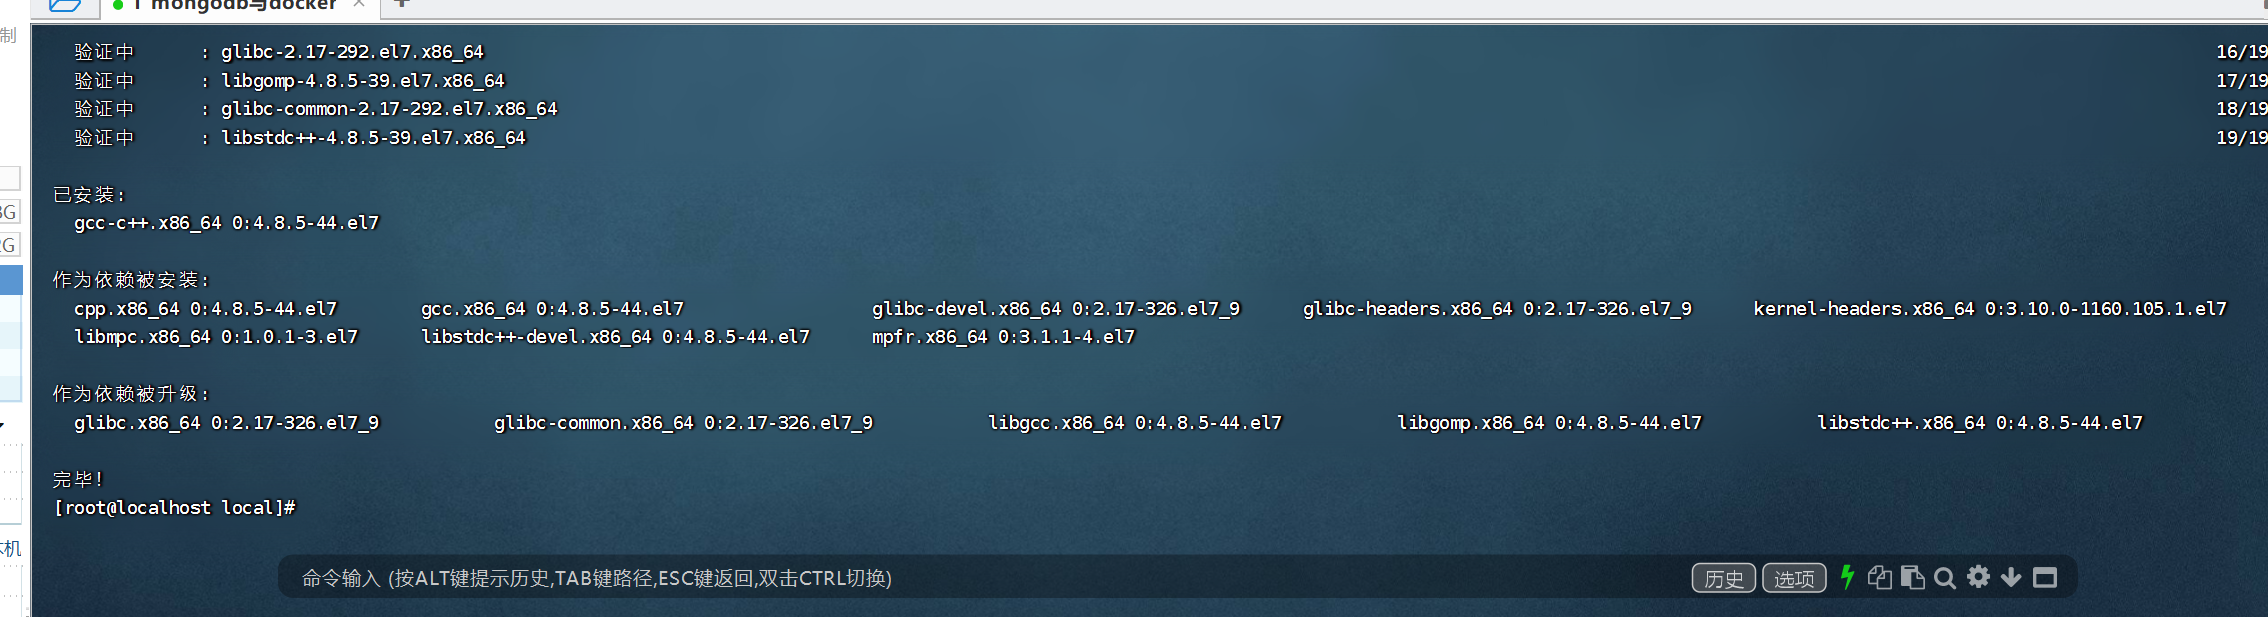 1 mongodb与docker × +
制
验证中 : glibc-2.17-292.el7.x86_64 16/19
验证中 : libgomp-4.8.5-39.el7.x86_64 17/19
验证中 : glibc-common-2.17-292.el7.x86_64 18/19
验证中 : libstdc++-4.8.5-39.el7.x86_64 19/19
已安装:
gcc-c++.x86_64 0:4.8.5-44.el7
作为依赖被安装:
cpp.x86_64 0:4.8.5-44.el7 gcc.x86_64 0:4.8.5-44.el7 glibc-devel.x86_64 0:2.17-326.el7_9 glibc-headers.x86_64 0:2.17-326.el7_9 kernel-headers.x86_64 0:3.10.0-1160.105.1.el7
libmpc.x86_64 0:1.0.1-3.el7 libstdc++-devel.x86_64 0:4.8.5-44.el7 mpfr.x86_64 0:3.1.1-4.el7
作为依赖被升级:
glibc.x86_64 0:2.17-326.el7_9 glibc-common.x86_64 0:2.17-326.el7_9 libgcc.x86_64 0:4.8.5-44.el7 libgomp.x86_64 0:4.8.5-44.el7 libstdc++.x86_64 0:4.8.5-44.el7
完毕!
[root@localhost local]#
机
命令输入 (按ALT键提示历史,TAB键路径,ESC键返回,双击CTRL切换) 历史 选项